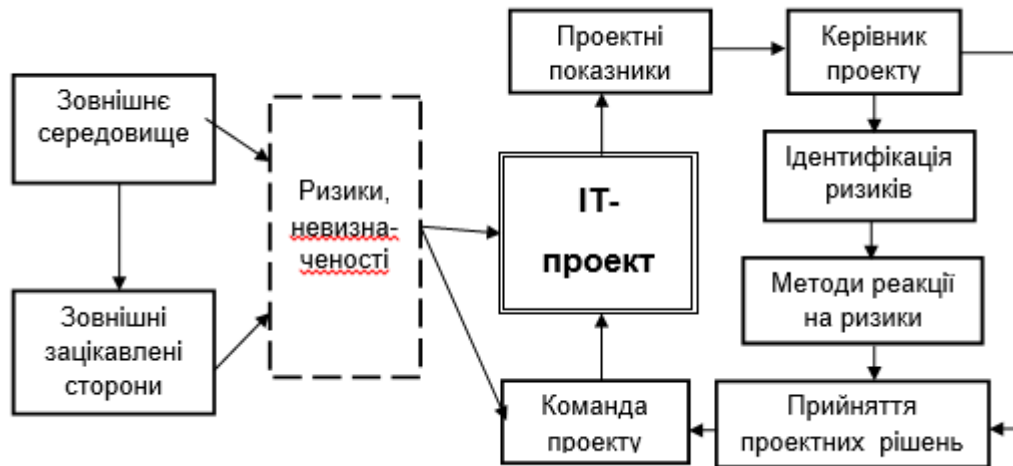 Зовнішнє
середовище
Зовнішні
зацікавлені
сторони
Ризики,
невизна-
ченості
Проектні
показники
ІТ-
проект
Команда
проекту
Керівник
проекту
Ідентифікація
ризиків
Методи реакції
на ризики
Прийняття
проектних рішень